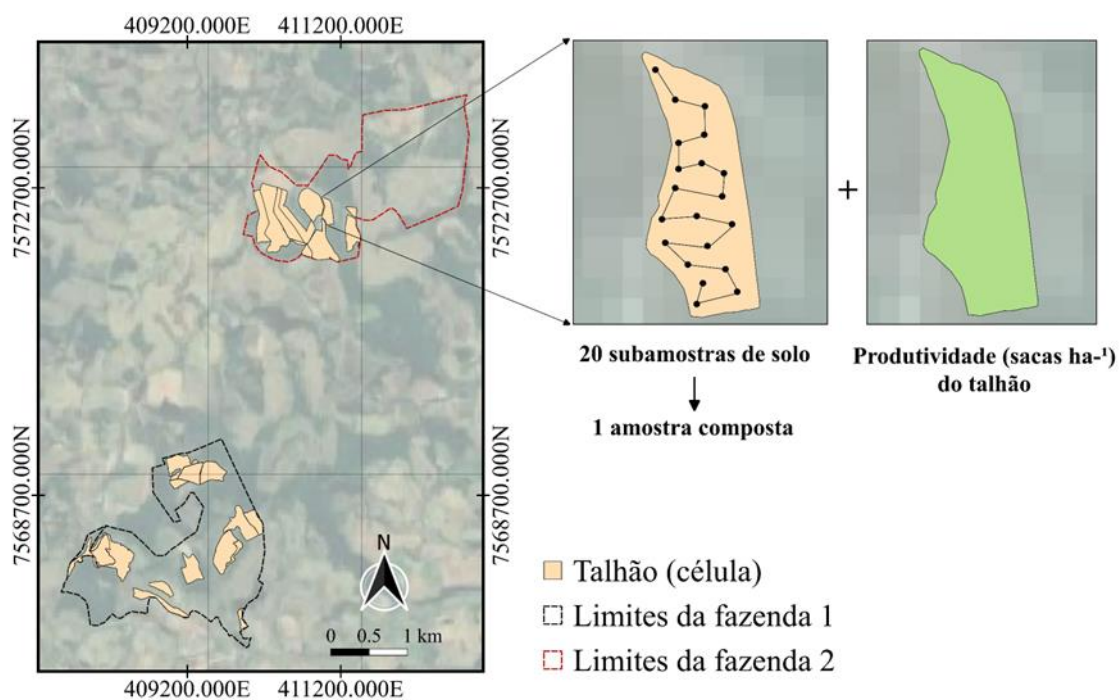 409200.000E 411200.000E
7572700.000N
7572700.000N
7568700.000N
7568700.000N
N
0 0.5 1 km
409200.000E 411200.000E
+
20 subamostras de solo
1 amostra composta
Produtividade (sacas ha-¹)
do talhão
Talhão (célula)
Limites da fazenda 1
Limites da fazenda 2